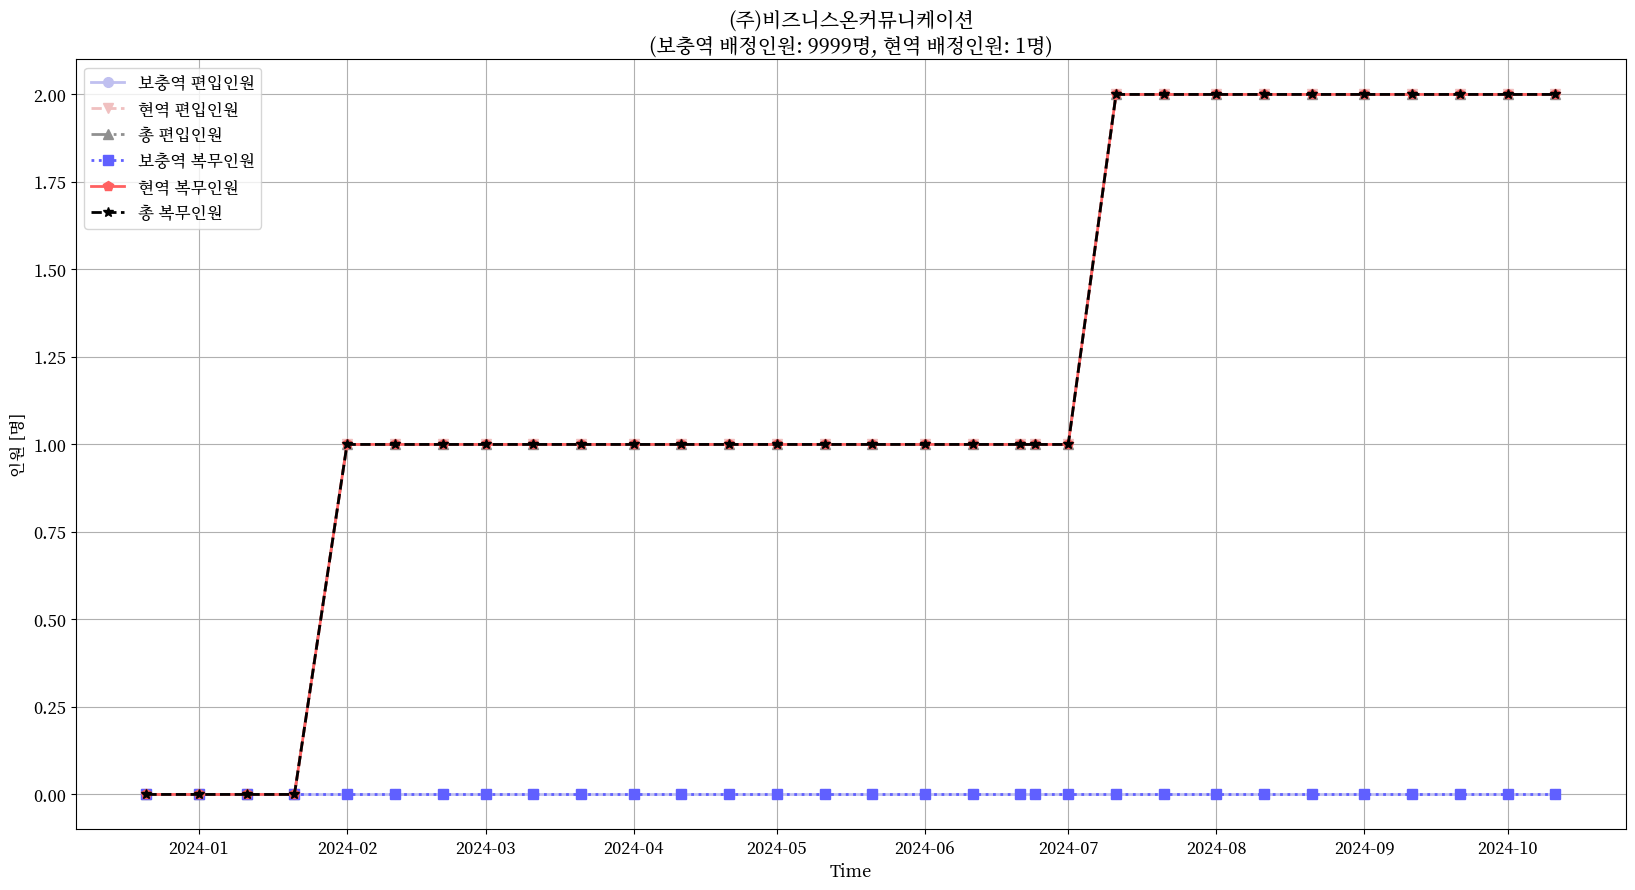 (주)비즈니스온커뮤니케이션
(보충역 배정인원: 9999명, 현역 배정인원: 1명)
보충역 편입인원
현역 편입인원
총 편입인원
보충역 복무인원
현역 복무인원
총 복무인원
2.00
1.75
1.50
1.25
1.00
0.75
0.50
0.25
0.00
인원 [명]
2024-01 2024-02 2024-03 2024-04 2024-05 2024-06 2024-07 2024-08 2024-09 2024-10
Time